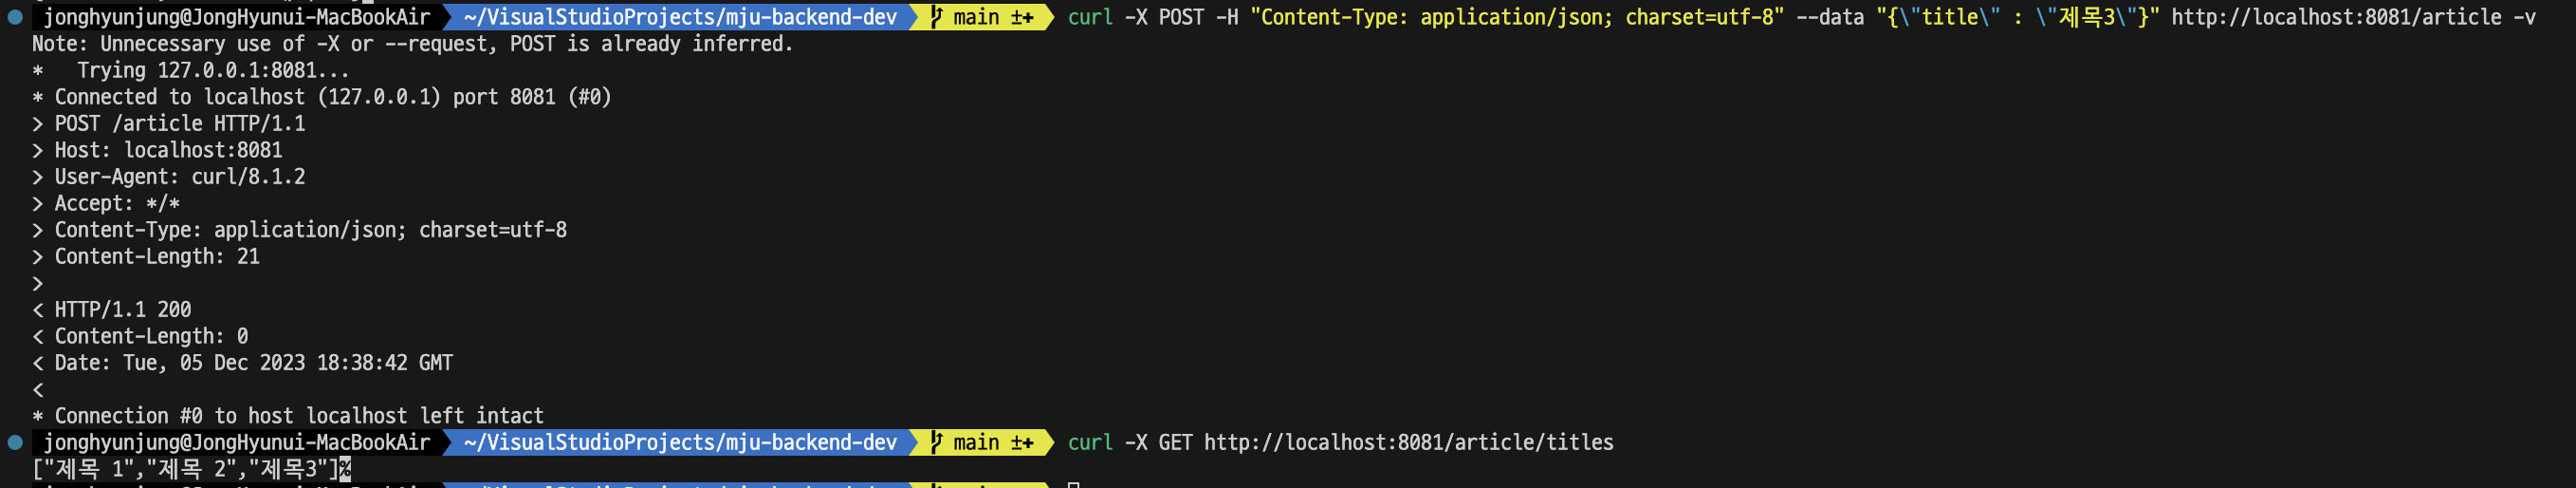 jonghyunjung@JongHyunui-MacBookAir ~/VisualStudioProjects/mju-backend-dev main ±✚ curl -X POST -H "Content-Type: application/json; charset=utf-8" --data "{\"title\" : \"제목3\"}" http://localhost:8081/article -v
Note: Unnecessary use of -X or --request, POST is already inferred.
*   Trying 127.0.0.1:8081...
* Connected to localhost (127.0.0.1) port 8081 (#0)
> POST /article HTTP/1.1
> Host: localhost:8081
> User-Agent: curl/8.1.2
> Accept: */*
> Content-Type: application/json; charset=utf-8
> Content-Length: 21
>
< HTTP/1.1 200
< Content-Length: 0
< Date: Tue, 05 Dec 2023 18:38:42 GMT
<
* Connection #0 to host localhost left intact
jonghyunjung@JongHyunui-MacBookAir ~/VisualStudioProjects/mju-backend-dev main ±✚ curl -X GET http://localhost:8081/article/titles
["제목 1","제목 2","제목3"]%